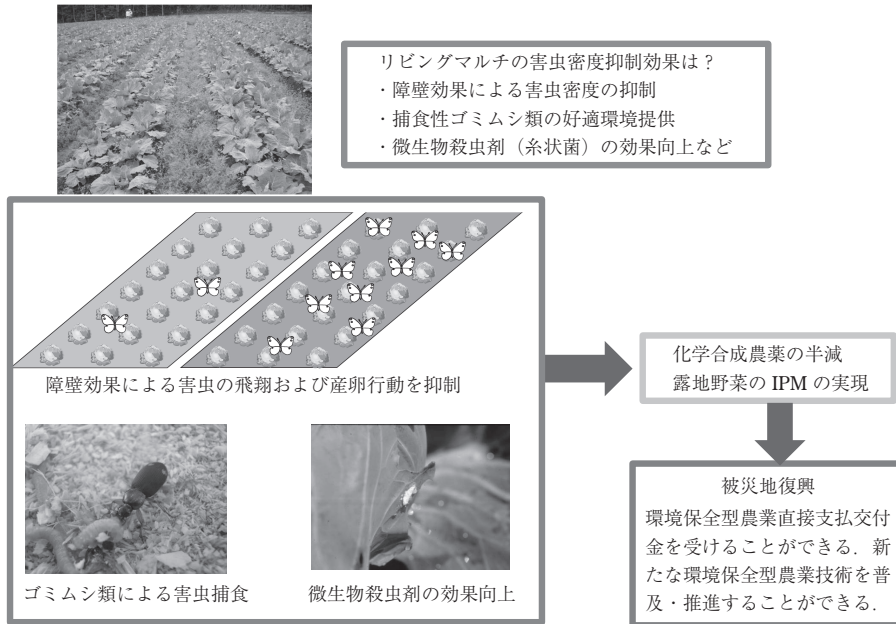 リビングマルチの害虫密度抑制効果は？
・障壁効果による害虫密度の抑制
・捕食性ゴミムシ類の好適環境提供
・微生物殺虫剤（糸状菌）の効果向上など
障壁効果による害虫の飛翔および産卵行動を抑制
ゴミムシ類による害虫捕食
微生物殺虫剤の効果向上
化学合成農薬の半減
露地野菜の IPM の実現
被災地復興
環境保全型農業直接支払交付
金を受けることができる．新
たな環境保全型農業技術を普
及・推進することができる．